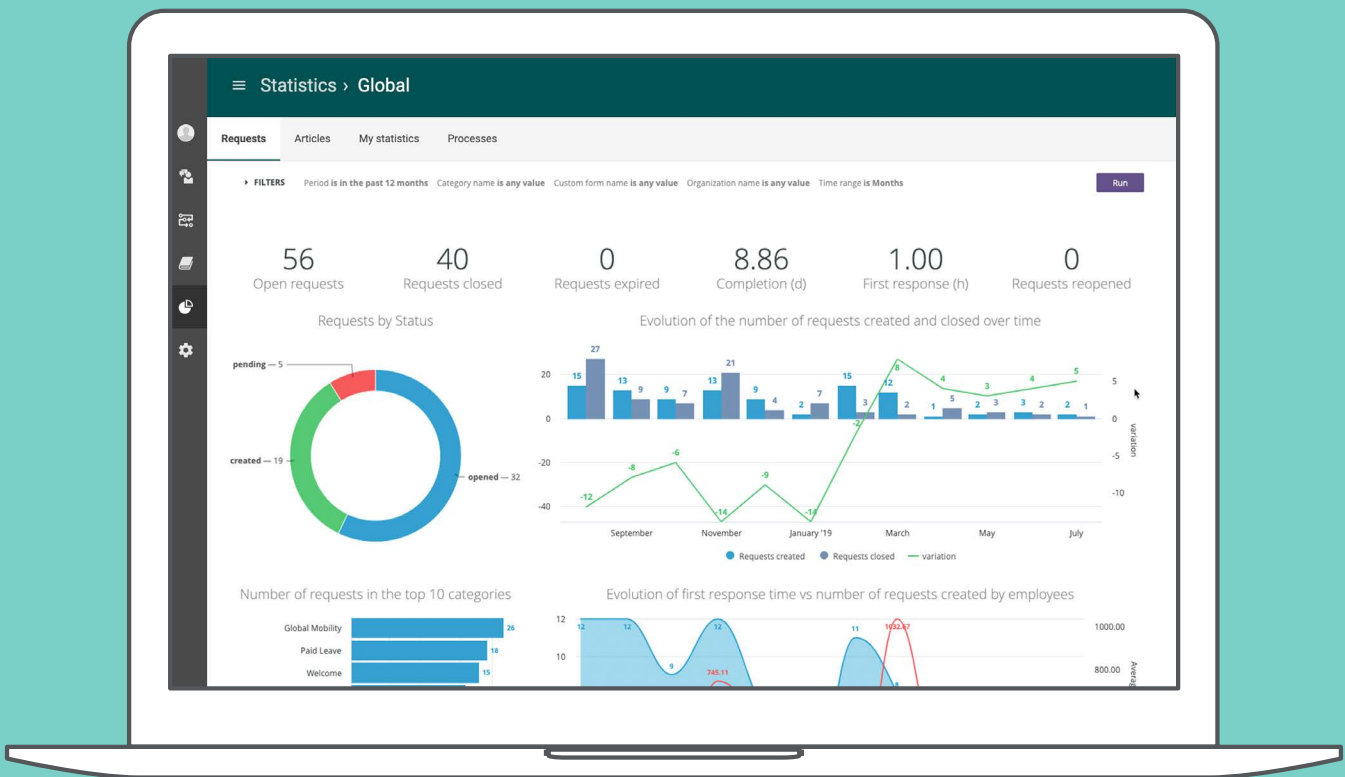 Statistics › Global
Requests Articles My statistics Processes
FILTERS Period is in the past 12 months Category name is any value Custom form name is any value Organization name is any value Time range is Months Run
56 40 0 8.86 1.00 0
Open requests Requests closed Requests expired Completion (d) First response (h) Requests reopened
Requests by Status
pending — 5
created — 19
opened — 32
Evolution of the number of requests created and closed over time
20
0
-20
-40
15 27 13 9 9 7 13 21 9 4 2 7 15 3 12 2 1 5 2 3 3 2 2 1
-12 -8 -6 -14 -9 -14 -2 8 4 3 4 5
5
0
-5
-10
variation
September November January '19 March May July
Requests created Requests closed variation
Number of requests in the top 10 categories
Global Mobility 26
Paid Leave 18
Welcome 15
Evolution of first response time vs number of requests created by employees
12
10
12 12 9 12 11 8
745.11 1032.67
1000.00
800.00